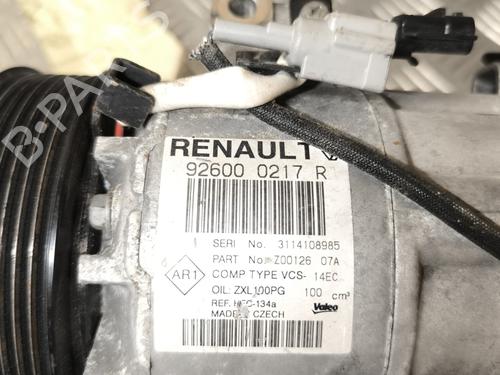 RENAULT
92600 0217 R
SERI No. 3114108985
PART No. Z00126 07A
AR1
COMP TYPE VCS- 14EC
OIL: ZXL100PG 100 cm³
REF. HFC-134a
MADE IN CZECH
Valeo
B-PARTS